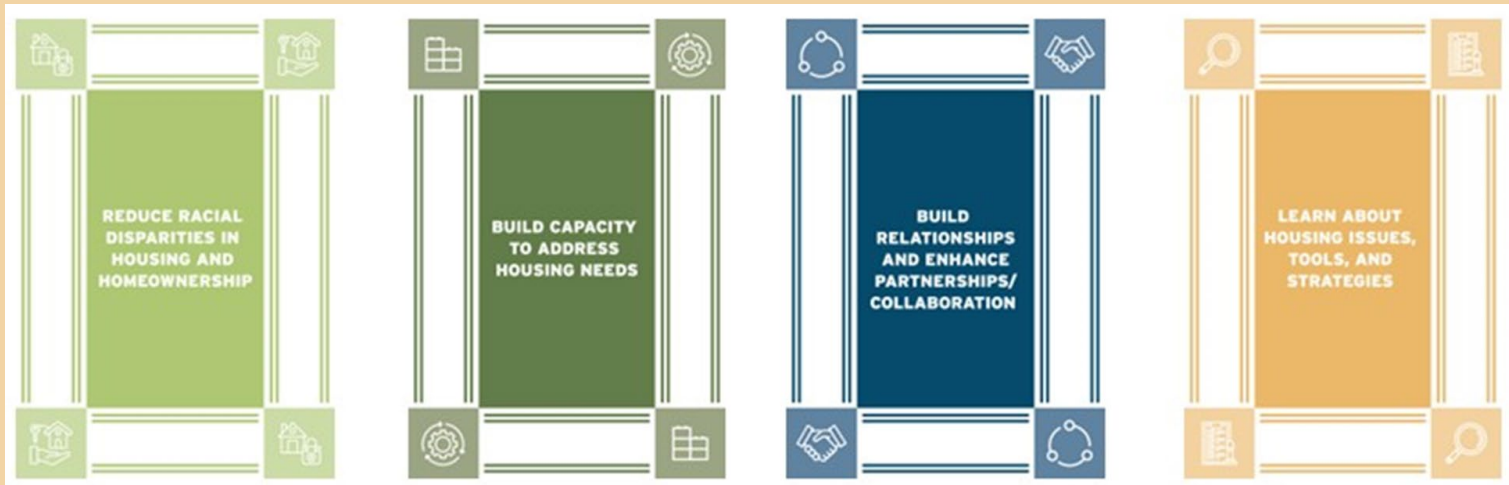 REDUCE RACIAL
DISPARITIES IN
HOUSING AND
HOMEOWNERSHIP
BUILD CAPACITY
TO ADDRESS
HOUSING NEEDS
BUILD
RELATIONSHIPS
AND ENHANCE
PARTNERSHIPS/
COLLABORATION
LEARN ABOUT
HOUSING ISSUES,
TOOLS, AND
STRATEGIES